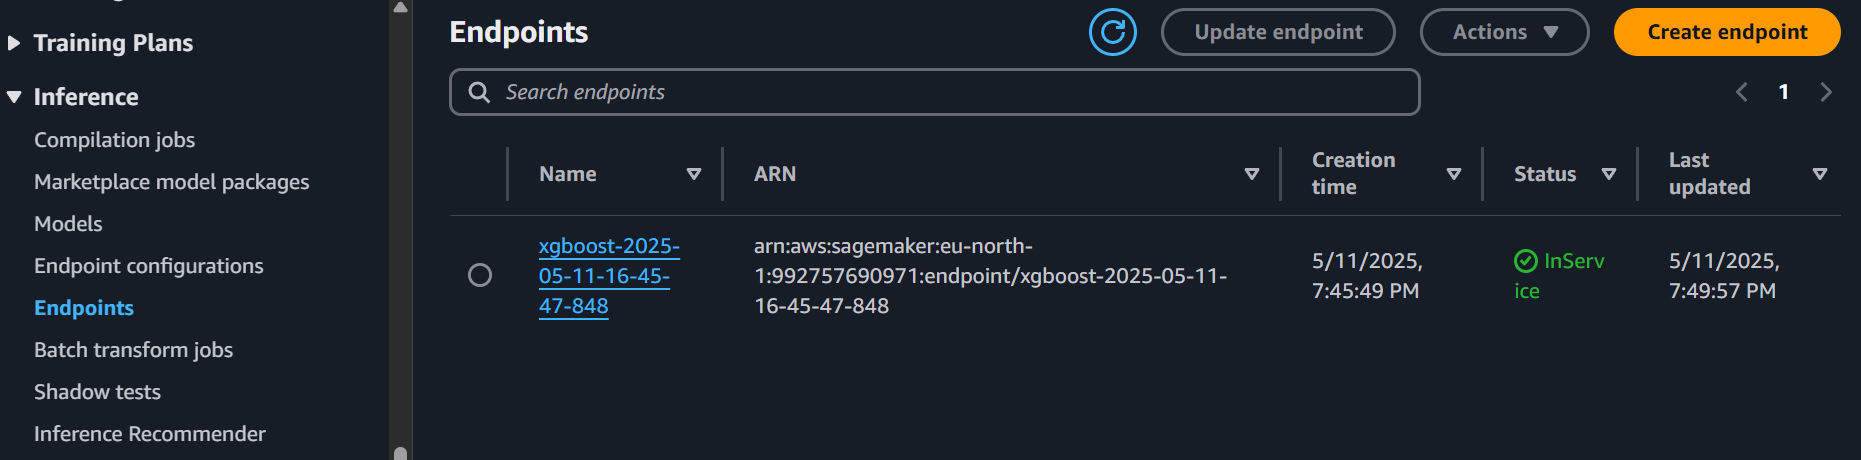 Training Plans
Inference
Compilation jobs
Marketplace model packages
Models
Endpoint configurations
Endpoints
Batch transform jobs
Shadow tests
Inference Recommender
Endpoints
Update endpoint
Actions
Create endpoint
Search endpoints
1
Name
ARN
Creation
time
Status
Last
updated
xgboost-2025-
05-11-16-45-
47-848
arn:aws:sagemaker:eu-north-
1:992757690971:endpoint/xgboost-2025-05-11-
16-45-47-848
5/11/2025,
7:45:49 PM
InServ
ice
5/11/2025,
7:49:57 PM